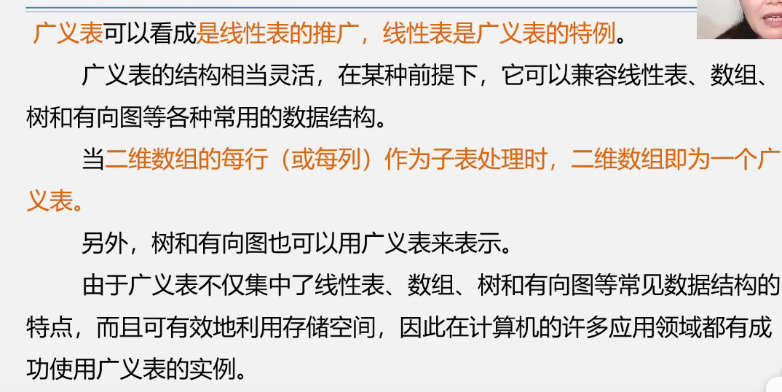 广义表可以看成是线性表的推广，线性表是广义表的特例。
广义表的结构相当灵活，在某种前提下，它可以兼容线性表、数组、
树和有向图等各种常用的数据结构。
当二维数组的每行（或每列）作为子表处理时，二维数组即为一个广
义表。
另外，树和有向图也可以用广义表来表示。
由于广义表不仅集中了线性表、数组、树和有向图等常见数据结构的
特点，而且可有效地利用存储空间，因此在计算机的许多应用领域都有成
功使用广义表的实例。